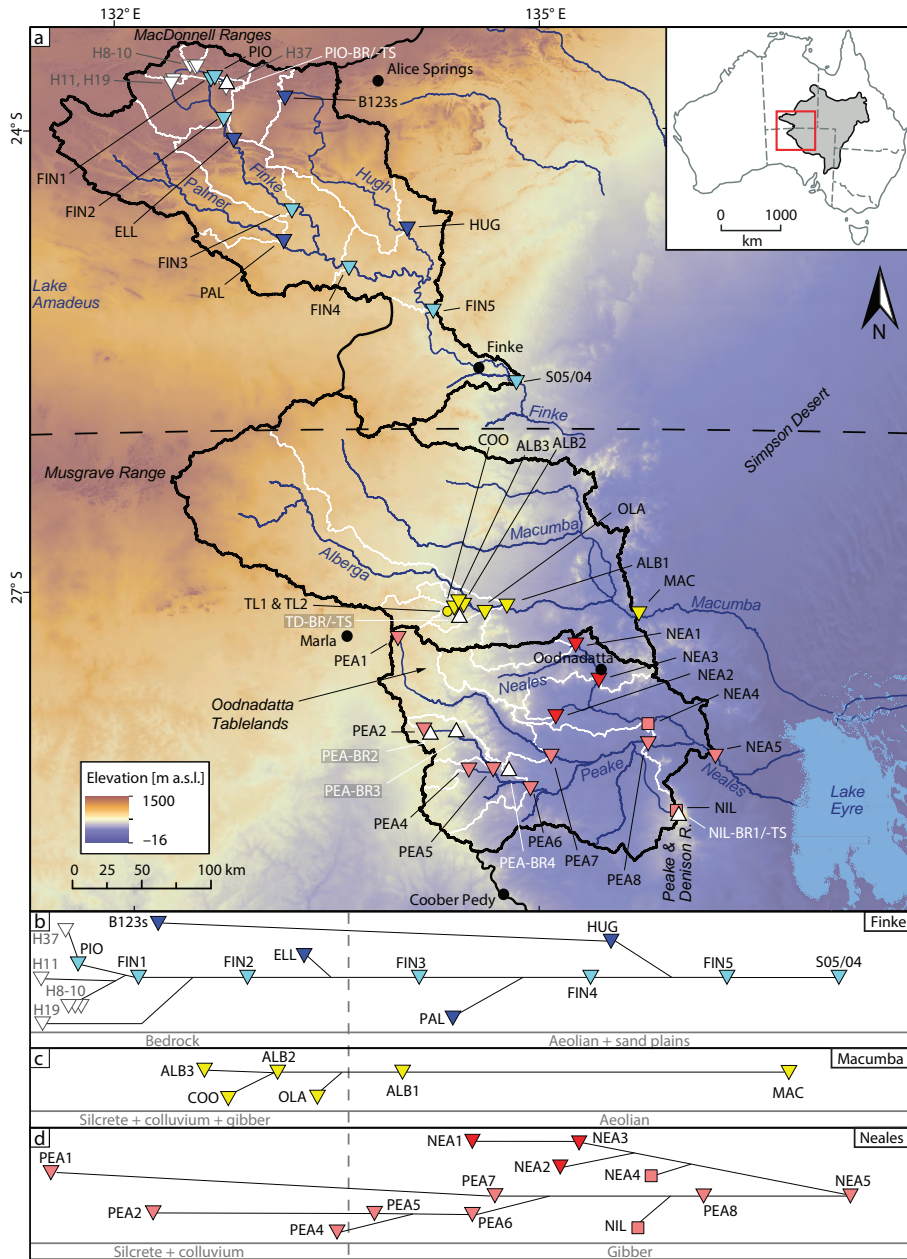 132° E
135° E
a
MacDonnell Ranges
H8-10
PIO
H37
PIO-BR/-TS
H11, H19
Alice Springs
B123s
24° S
FIN1
FIN2
ELL
Finke
Hugh
Palmer
FIN3
PAL
HUG
FIN4
FIN5
Lake
Amadeus
0
1000
km
N
Finke
S05/04
Finke
Simpson Desert
COO
ALB3
ALB2
Musgrave Range
OLA
Macumba
Alberga
ALB1
MAC
27° S
TL1 & TL2
TD-BR/-TS
Macumba
Marla
PEA1
NEA1
Oodnadatta
NEA3
NEA2
Neales
NEA4
Oodnadatta
Tablelands
PEA2
NEA5
PEA-BR2
Peake
Neales
PEA-BR3
Elevation [m a.s.l.]
1500
−16
Lake
Eyre
PEA4
NIL
NIL-BR1/-TS
PEA5
PEA6
PEA-BR4
PEA7
PEA8
Peake &
Denison R.
0 25 50 100 km
Coober Pedy
b
B123s
HUG
Finke
H37
PIO
FIN1
FIN2
ELL
FIN3
FIN5
S05/04
H11
H8-10
FIN4
H19
PAL
Bedrock
Aeolian + sand plains
c
ALB3
ALB2
Macumba
COO
OLA
ALB1
MAC
Silcrete + colluvium + gibber
Aeolian
d
NEA1
NEA3
Neales
PEA1
NEA2
NEA4
NEA5
PEA7
PEA2
PEA5
PEA6
PEA8
PEA4
NIL
Silcrete + colluvium
Gibber